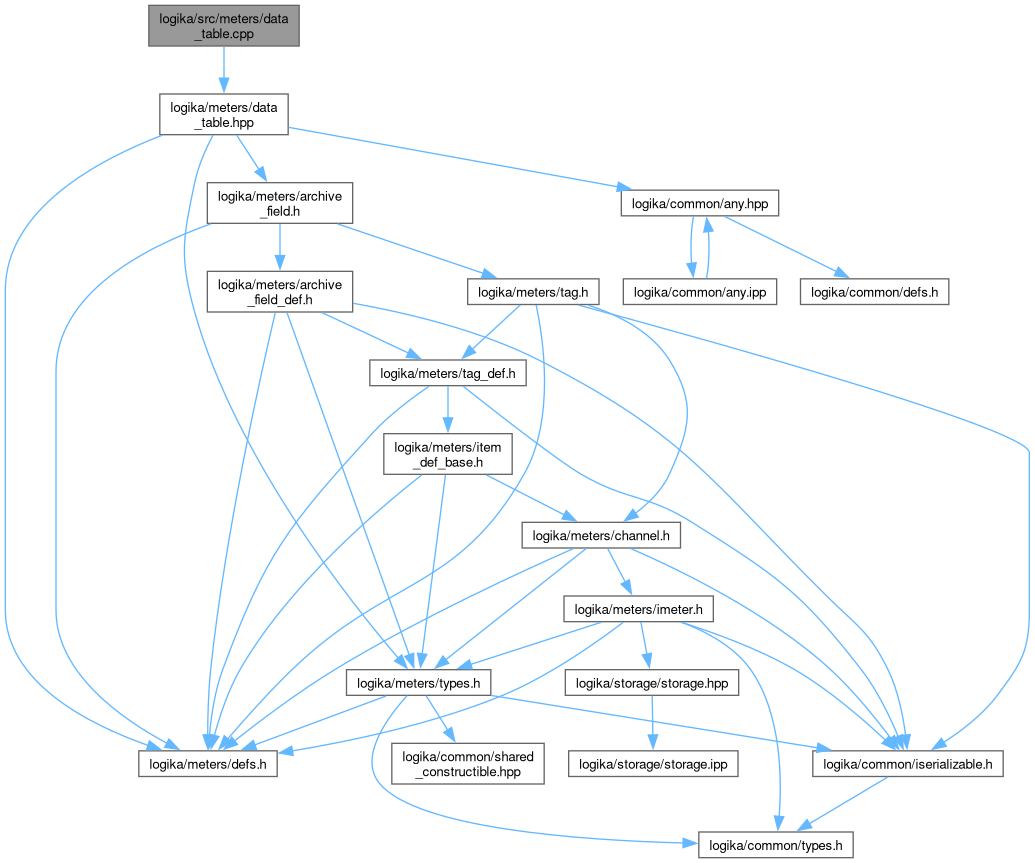 logika/src/meters/data
_table.cpp
logika/meters/data
_table.hpp
logika/meters/archive
_field.h
logika/common/any.hpp
logika/meters/archive
_field_def.h
logika/meters/tag.h
logika/common/any.ipp
logika/common/defs.h
logika/meters/tag_def.h
logika/meters/item
_def_base.h
logika/meters/channel.h
logika/meters/imeter.h
logika/meters/types.h
logika/storage/storage.hpp
logika/meters/defs.h
logika/common/shared
_constructible.hpp
logika/storage/storage.ipp
logika/common/iserializable.h
logika/common/types.h